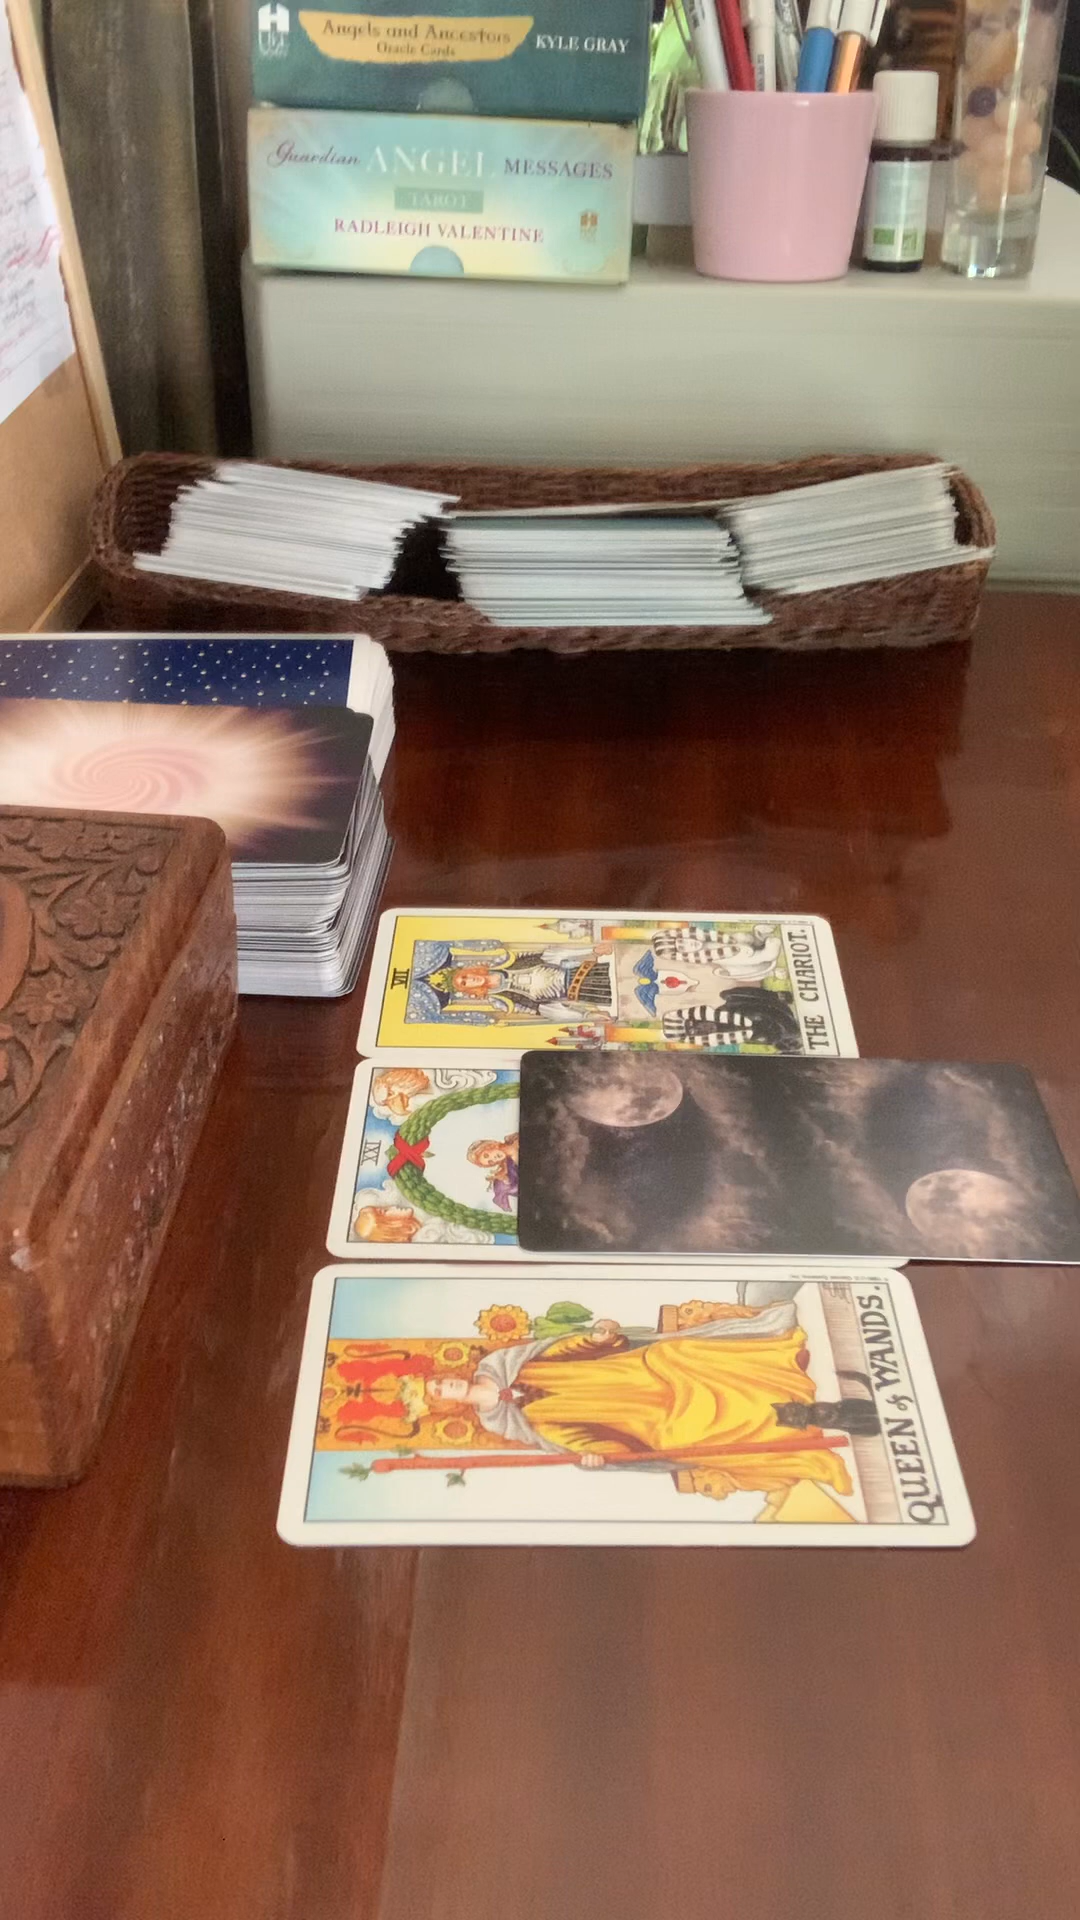 Angels and Ancestors
Oracle Cards
KYLE GRAY
Guardian ANGEL MESSAGES
TAROT
RADLEIGH VALENTINE
VII
THE CHARIOT.
XXI
QUEEN of WANDS.